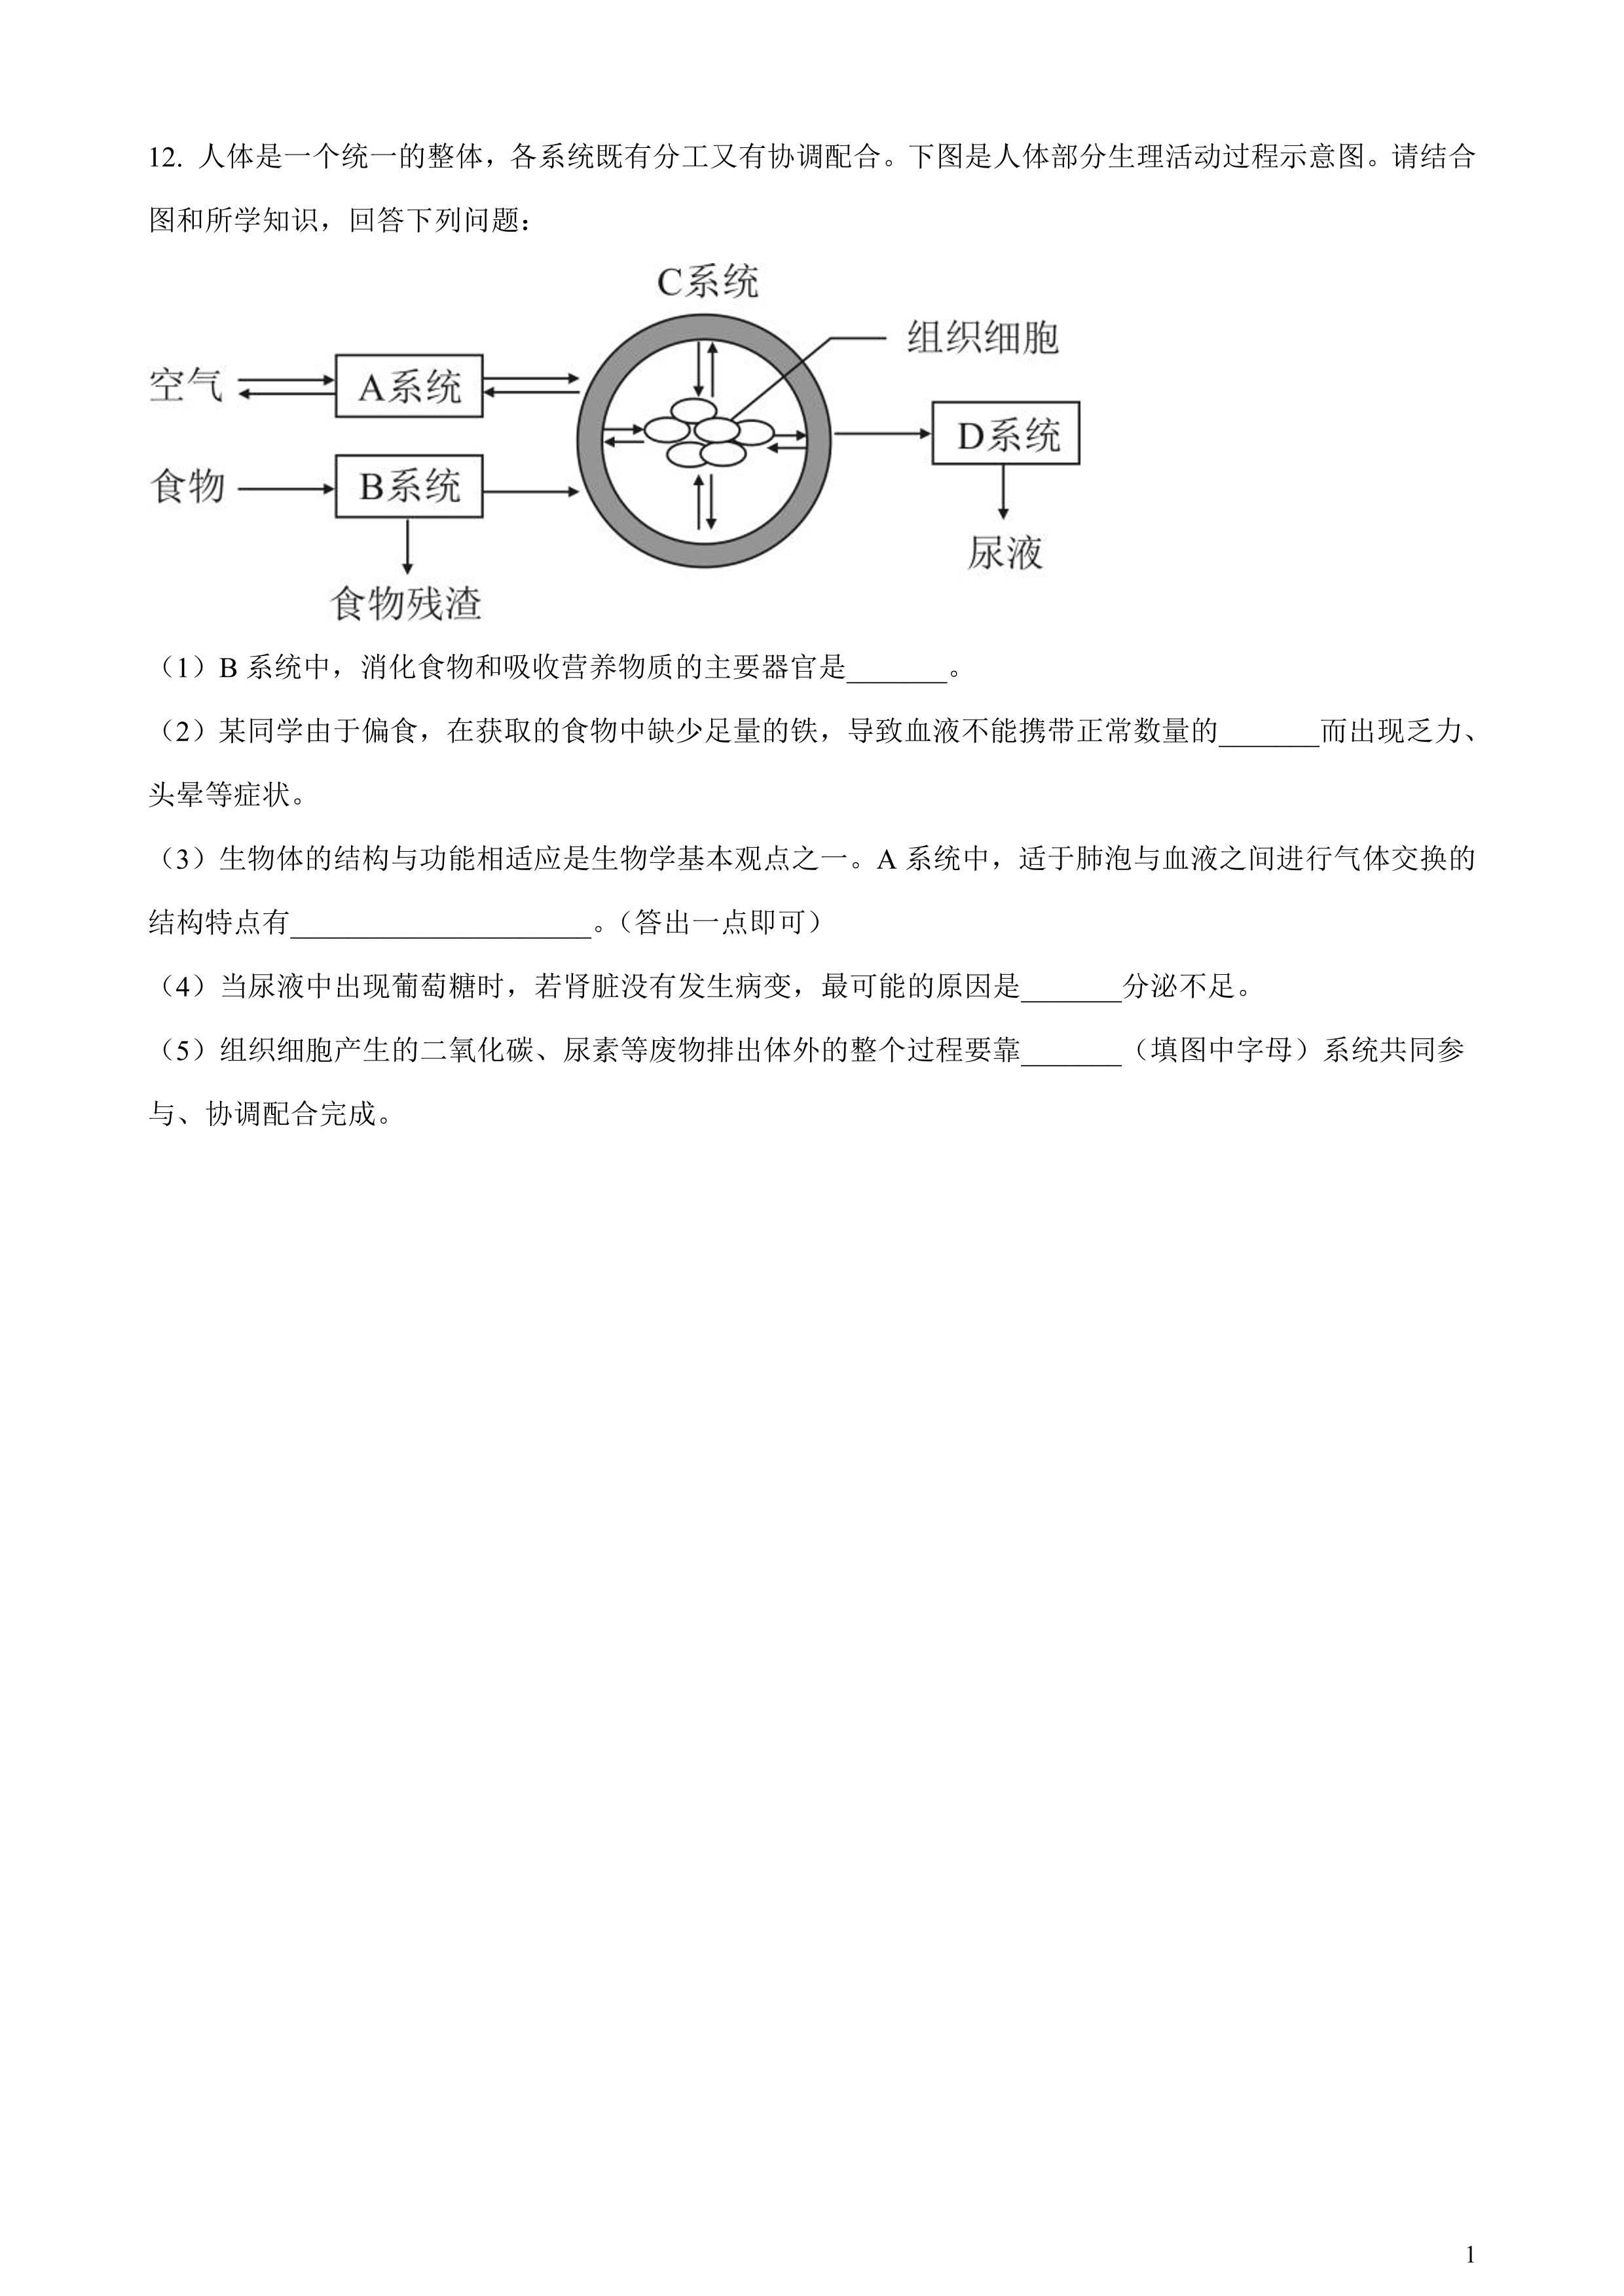 12. 人体是一个统一的整体，各系统既有分工又有协调配合。下图是人体部分生理活动过程示意图。请结合
图和所学知识，回答下列问题：
C系统
组织细胞
空气
A系统
D系统
食物
B系统
尿液
食物残渣
（1）B 系统中，消化食物和吸收营养物质的主要器官是_______。
（2）某同学由于偏食，在获取的食物中缺少足量的铁，导致血液不能携带正常数量的_______而出现乏力、
头晕等症状。
（3）生物体的结构与功能相适应是生物学基本观点之一。A 系统中，适于肺泡与血液之间进行气体交换的
结构特点有_____________________。（答出一点即可）
（4）当尿液中出现葡萄糖时，若肾脏没有发生病变，最可能的原因是_______分泌不足。
（5）组织细胞产生的二氧化碳、尿素等废物排出体外的整个过程要靠_______（填图中字母）系统共同参
与、协调配合完成。
1